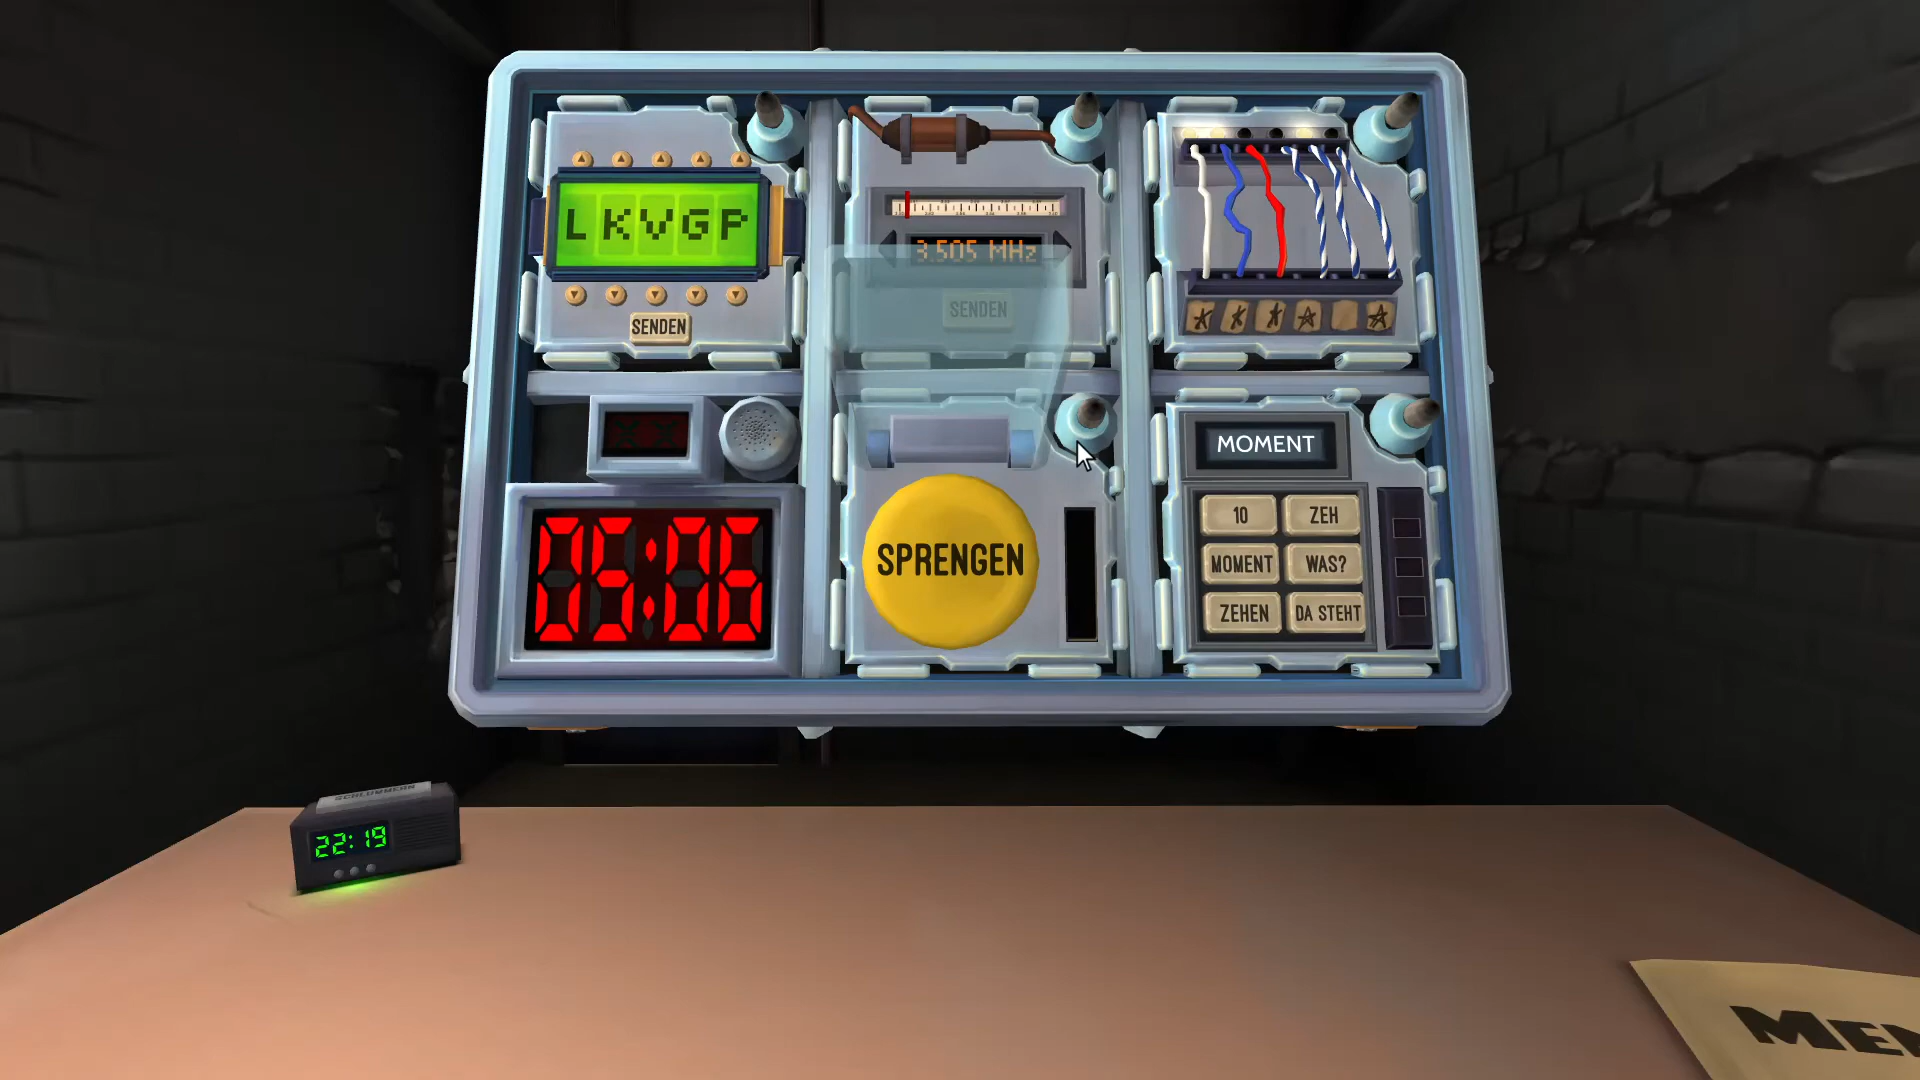 LKVGP
SENDEN
3.505 MHz
SENDEN
05:06
SPRENGEN
MOMENT
10
ZEH
MOMENT
WAS?
ZEHEN
DA STEHT
SCHLUMMERN
22:19